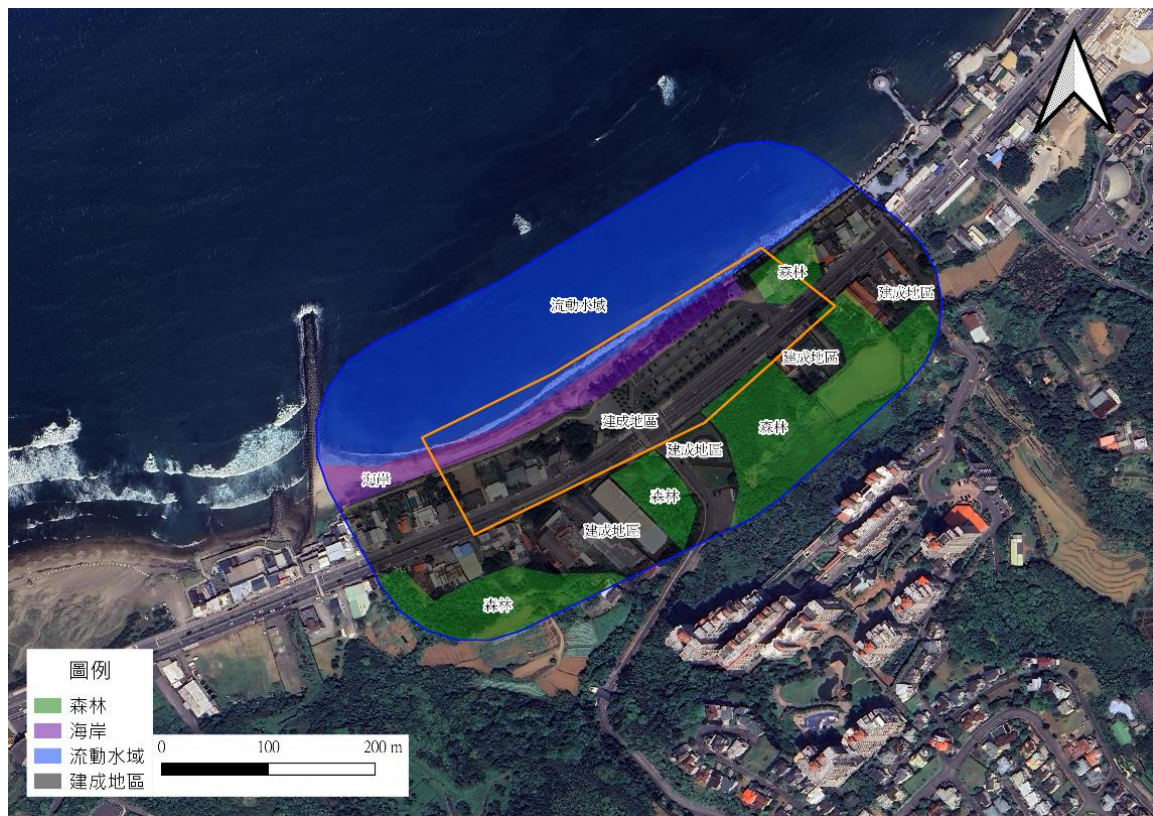 森林
建成地區
流動水域
建成地區
建成地區
森林
建成地區
海岸
森林
建成地區
森林
圖例
森林
海岸
流動水域
建成地區
0 100 200 m